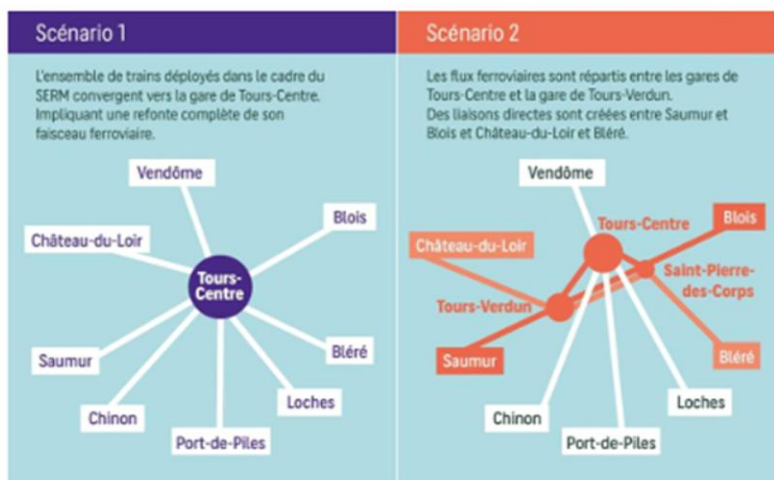 Scénario 1
L'ensemble de trains déployés dans le cadre du
SERM convergent vers la gare de Tours-Centre.
Impliquant une refonte complète de son
faisceau ferroviaire.
Vendôme
Blois
Château-du-Loir
Tours-
Centre
Saumur
Bléré
Chinon
Loches
Port-de-Piles
Scénario 2
Les flux ferroviaires sont répartis entre les gares de
Tours-Centre et la gare de Tours-Verdun.
Des liaisons directes sont créées entre Saumur et
Blois et Château-du-Loir et Bléré.
Vendôme
Tours-Centre
Blois
Château-du-Loir
Saint-Pierre-
des-Corps
Tours-Verdun
Saumur
Bléré
Chinon
Loches
Port-de-Piles